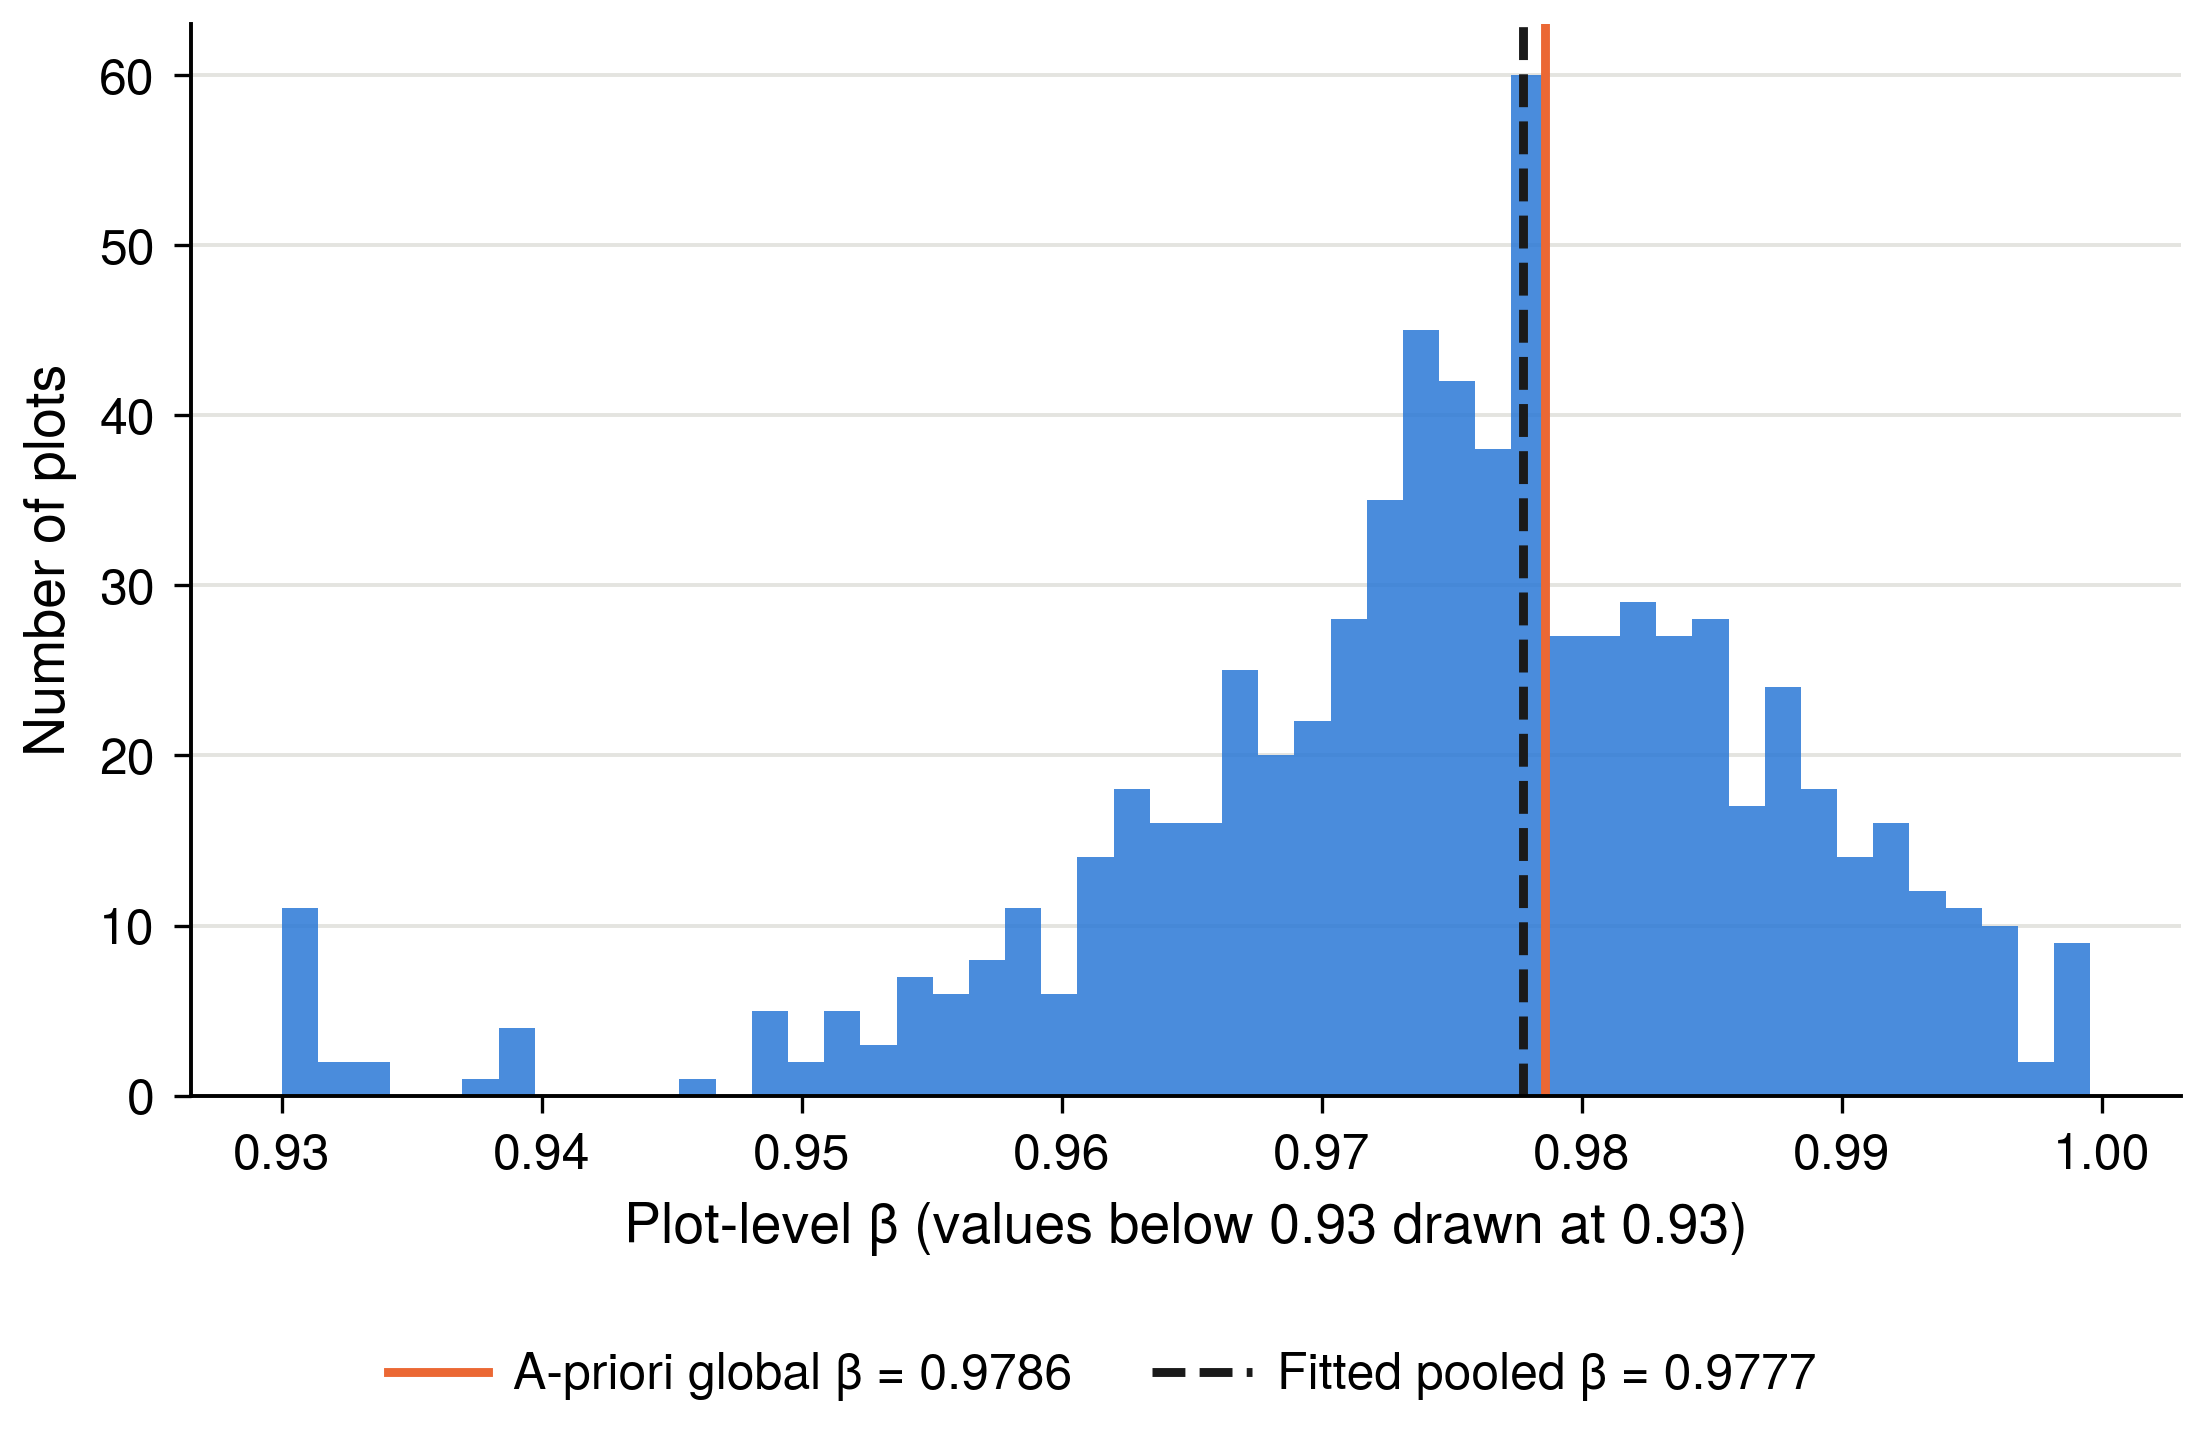 Number of plots
60
50
40
30
20
10
0
0.93 0.94 0.95 0.96 0.97 0.98 0.99 1.00
Plot-level β (values below 0.93 drawn at 0.93)
A-priori global β = 0.9786 Fitted pooled β = 0.9777